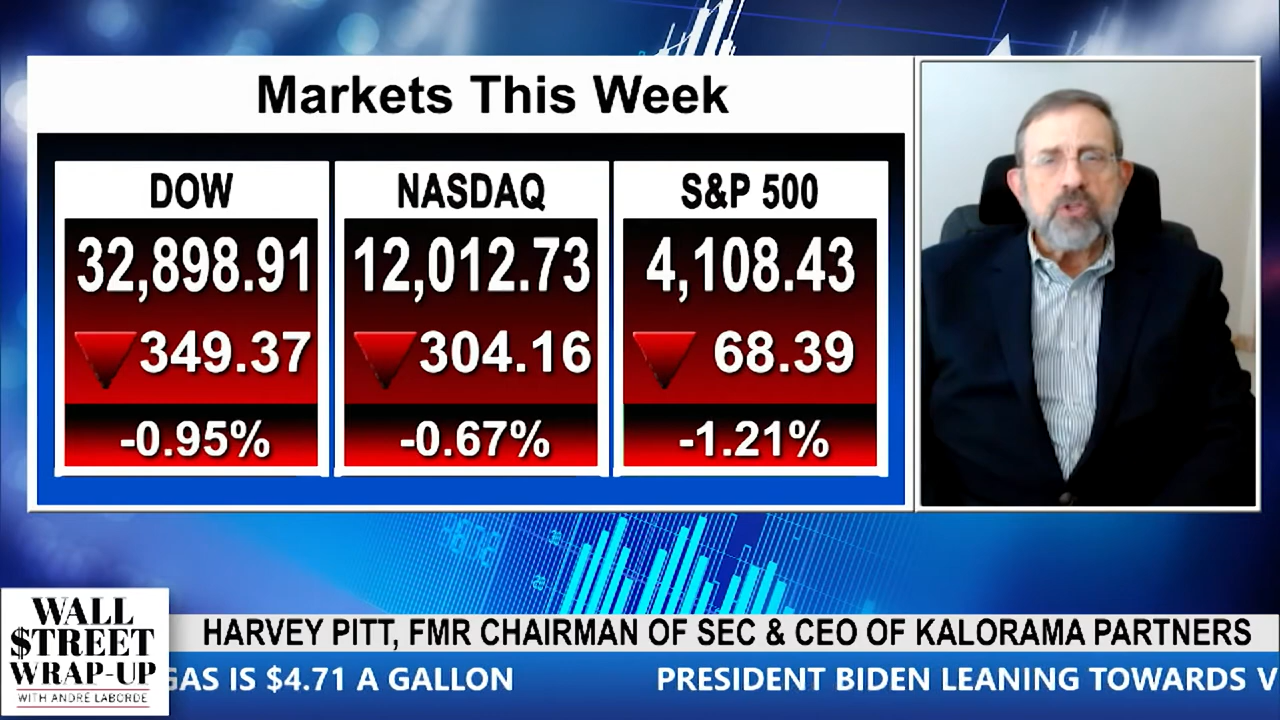 Markets This Week
DOW
32,898.91
349.37
-0.95%
NASDAQ
12,012.73
304.16
-0.67%
S&P 500
4,108.43
68.39
-1.21%
WALL
$TREET
WRAP-UP
WITH ANDRÉ LABORDE
HARVEY PITT, FMR CHAIRMAN OF SEC & CEO OF KALORAMA PARTNERS
GAS IS $4.71 A GALLON PRESIDENT BIDEN LEANING TOWARDS V